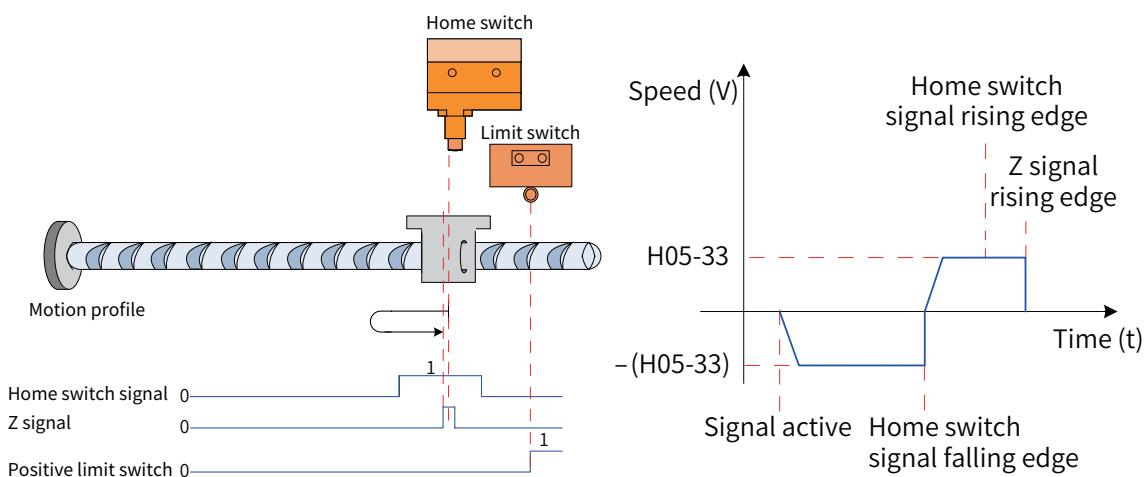 Home switch
Limit switch
Motion profile
1
Home switch signal 0
Z signal 0
1
Positive limit switch 0
Speed (V)
Home switch
signal rising edge
Z signal
rising edge
H05-33
Time (t)
–(H05-33)
Signal active
Home switch
signal falling edge